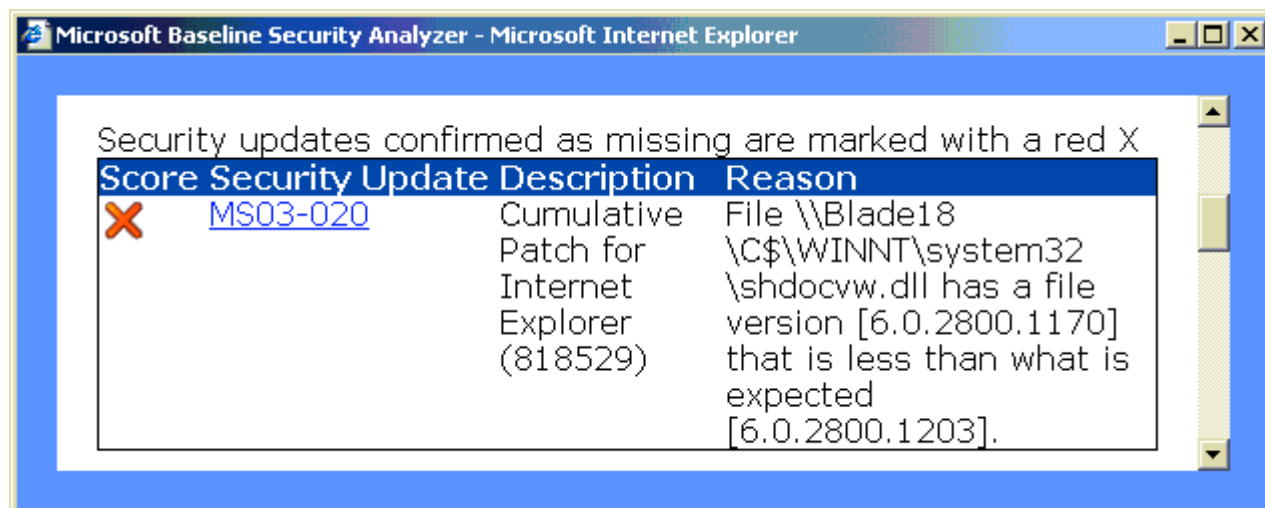 Microsoft Baseline Security Analyzer - Microsoft Internet Explorer
Security updates confirmed as missing are marked with a red X
Score Security Update Description Reason
MS03-020 Cumulative File \\Blade18
Patch for \C$\WINNT\system32
Internet \shdocvw.dll has a file
Explorer version [6.0.2800.1170]
(818529) that is less than what is
expected
[6.0.2800.1203].